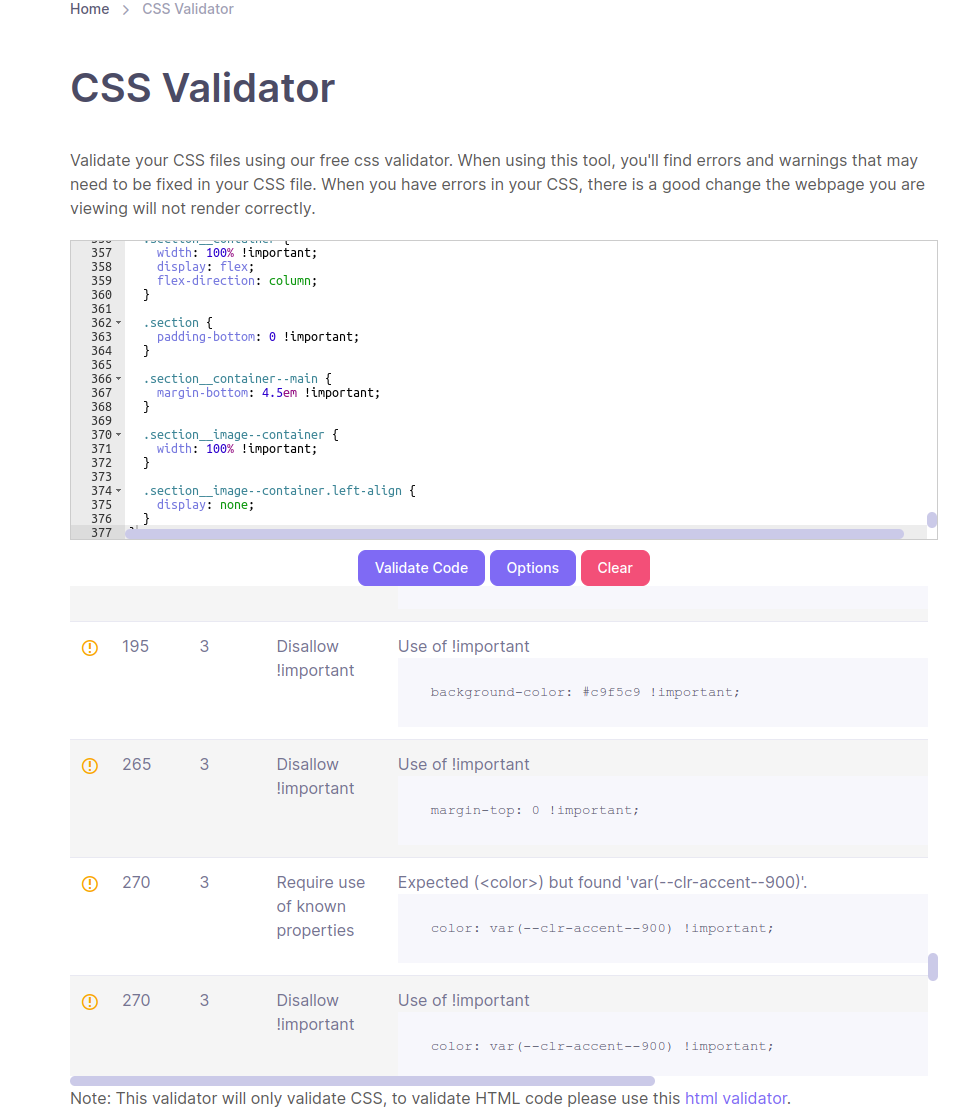 Home > CSS Validator
CSS Validator
Validate your CSS files using our free css validator. When using this tool, you'll find errors and warnings that may
need to be fixed in your CSS file. When you have errors in your CSS, there is a good change the webpage you are
viewing will not render correctly.
356 .section__container {
357 width: 100% !important;
358 display: flex;
359 flex-direction: column;
360 }
361
362 .section {
363 padding-bottom: 0 !important;
364 }
365
366 .section__container--main {
367 margin-bottom: 4.5em !important;
368 }
369
370 .section__image--container {
371 width: 100% !important;
372 }
373
374 .section__image--container.left-align {
375 display: none;
376 }
377 }
Validate Code Options Clear
195 3 Disallow Use of !important
!important
background-color: #c9f5c9 !important;
265 3 Disallow Use of !important
!important
margin-top: 0 !important;
270 3 Require use Expected (<color>) but found 'var(--clr-accent--900)'.
of known
color: var(--clr-accent--900) !important;
properties
270 3 Disallow Use of !important
!important
color: var(--clr-accent--900) !important;
Note: This validator will only validate CSS, to validate HTML code please use this html validator.